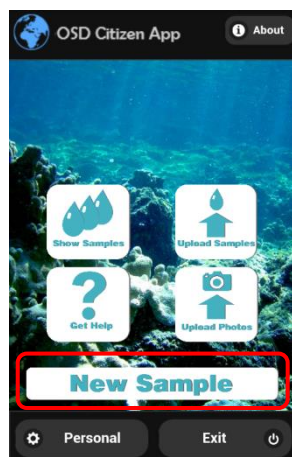 OSD Citizen App
About
Show Samples
Upload Samples
Get Help
Upload Photos
New Sample
Personal
Exit